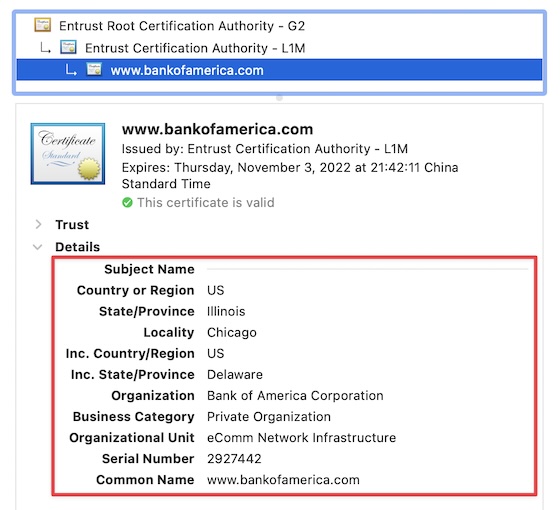 Entrust Root Certification Authority - G2
Entrust Certification Authority - L1M
www.bankofamerica.com
Certificate
Standard
www.bankofamerica.com
Issued by: Entrust Certification Authority - L1M
Expires: Thursday, November 3, 2022 at 21:42:11 China
Standard Time
This certificate is valid
Trust
Details
Subject Name
Country or Region US
State/Province Illinois
Locality Chicago
Inc. Country/Region US
Inc. State/Province Delaware
Organization Bank of America Corporation
Business Category Private Organization
Organizational Unit eComm Network Infrastructure
Serial Number 2927442
Common Name www.bankofamerica.com